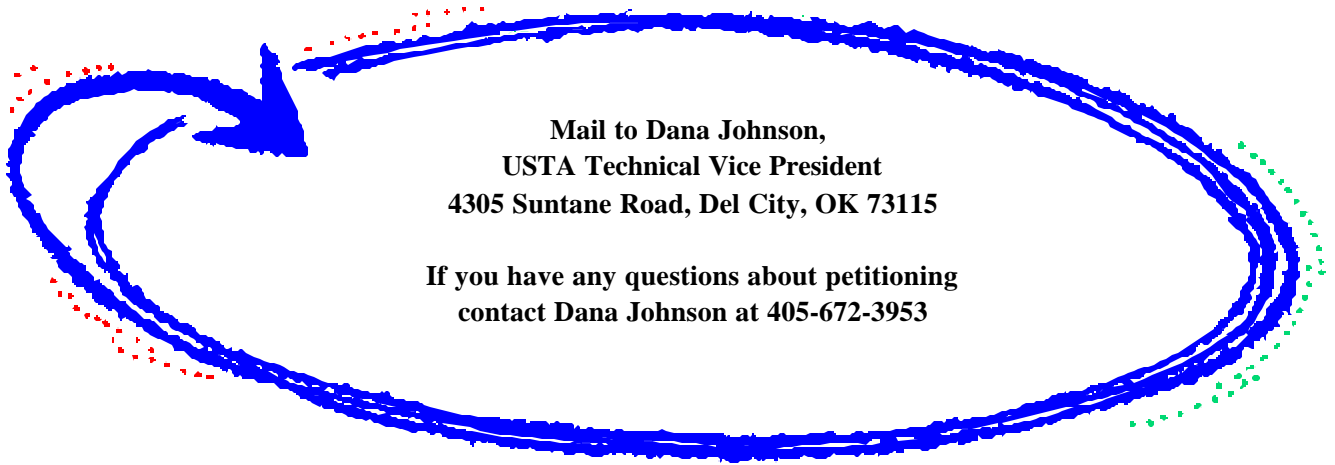 Mail to Dana Johnson,
USTA Technical Vice President
4305 Suntane Road, Del City, OK 73115
If you have any questions about petitioning
contact Dana Johnson at 405-672-3953